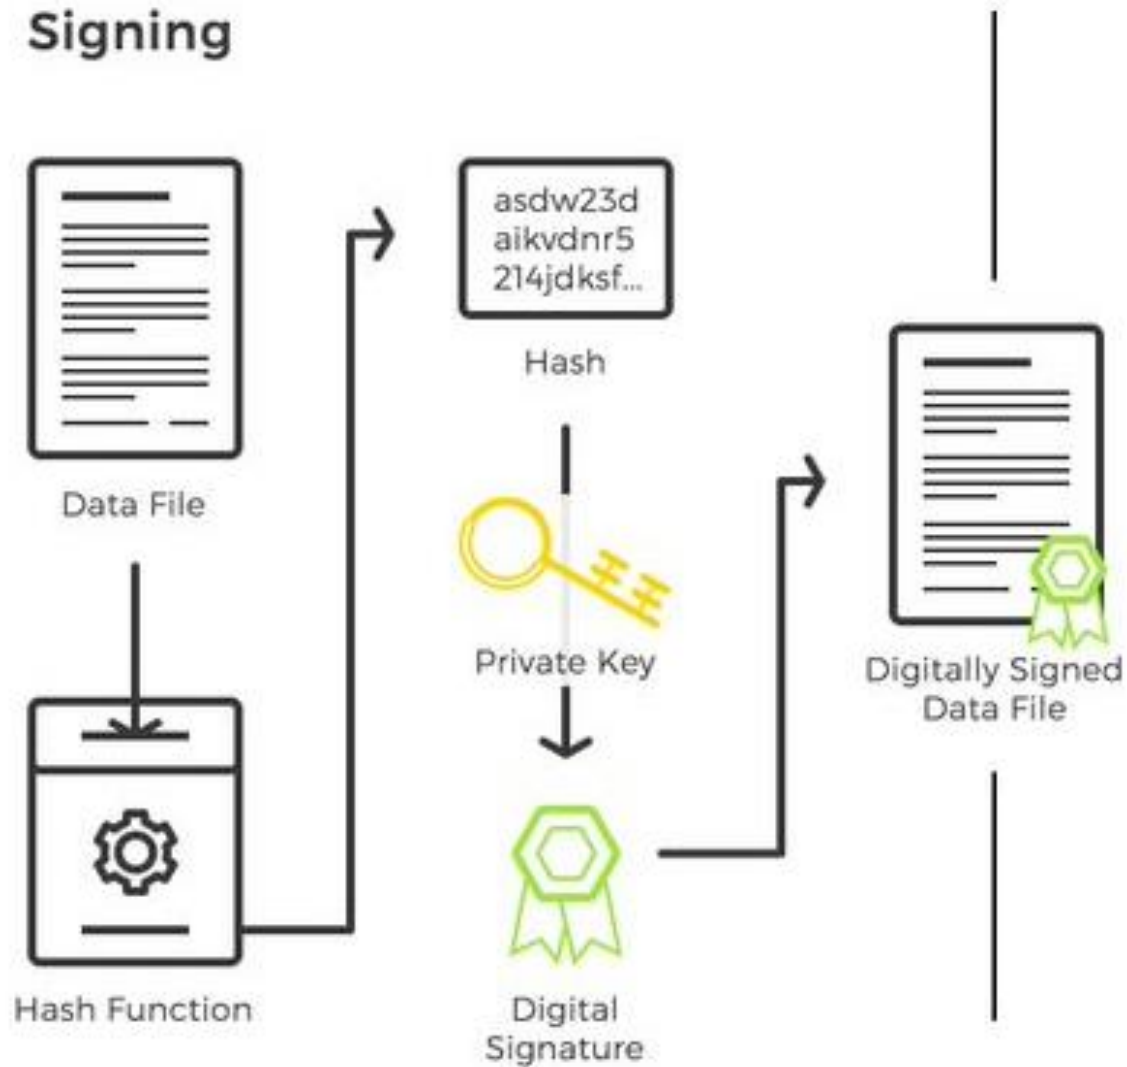 Signing
Data File
Hash Function
asdw23d
aikvdnr5
214jdksf...
Hash
Private Key
Digital
Signature
Digitally Signed
Data File